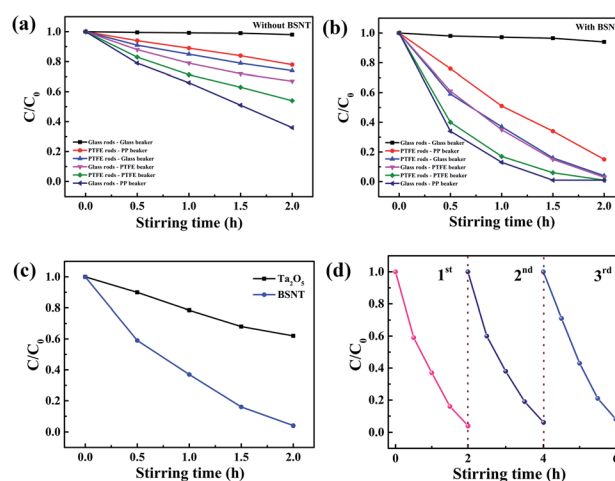 (a)
Without BSNT
C/C₀
1.0
0.8
0.6
0.4
0.2
0.0
Glass rods - Glass beaker
PTFE rods - PP beaker
PTFE rods - Glass beaker
Glass rods - PTFE beaker
PTFE rods - PTFE beaker
Glass rods - PP beaker
0.0 0.5 1.0 1.5 2.0
Stirring time (h)
(b)
With BSNT
C/C₀
1.0
0.8
0.6
0.4
0.2
0.0
Glass rods - Glass beaker
PTFE rods - PP beaker
PTFE rods - Glass beaker
Glass rods - PTFE beaker
PTFE rods - PTFE beaker
Glass rods - PP beaker
0.0 0.5 1.0 1.5 2.0
Stirring time (h)
(c)
Ta₂O₅
BSNT
C/C₀
1.0
0.8
0.6
0.4
0.2
0.0
0.0 0.5 1.0 1.5 2.0
Stirring time (h)
(d)
1st 2nd 3rd
C/C₀
1.0
0.8
0.6
0.4
0.2
0.0
0 2 4 6
Stirring time (h)